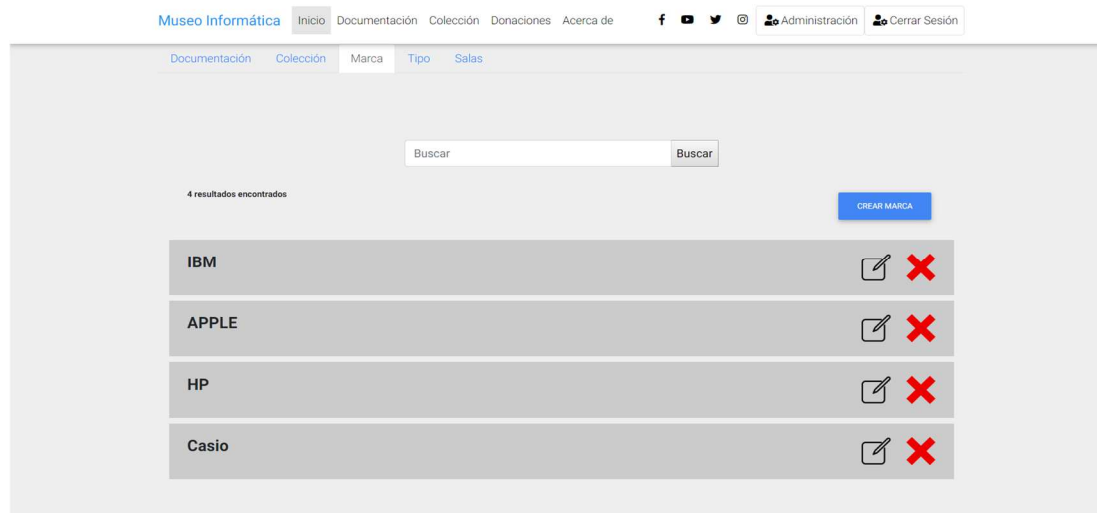 Museo Informática Inicio Documentación Colección Donaciones Acerca de Administración Cerrar Sesión
Documentación Colección Marca Tipo Salas
Buscar Buscar
4 resultados encontrados
CREAR MARCA
IBM
APPLE
HP
Casio